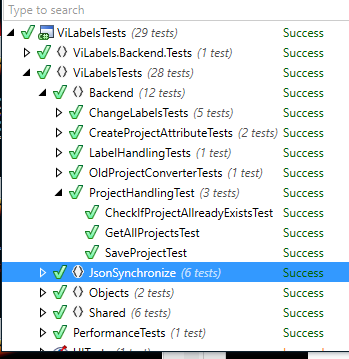 Type to search
ViLabelsTests (29 tests) Success
ViLabels.Backend.Tests (1 test) Success
ViLabelsTests (28 tests) Success
Backend (12 tests) Success
ChangeLabelsTests (5 tests) Success
CreateProjectAttributeTests (2 tests) Success
LabelHandlingTests (1 test) Success
OldProjectConverterTests (1 test) Success
ProjectHandlingTest (3 tests) Success
CheckIfProjectAllreadyExistsTest Success
GetAllProjectsTest Success
SaveProjectTest Success
JsonSynchronize (6 tests) Success
Objects (2 tests) Success
Shared (6 tests) Success
PerformanceTests (1 test) Success
(1 test)